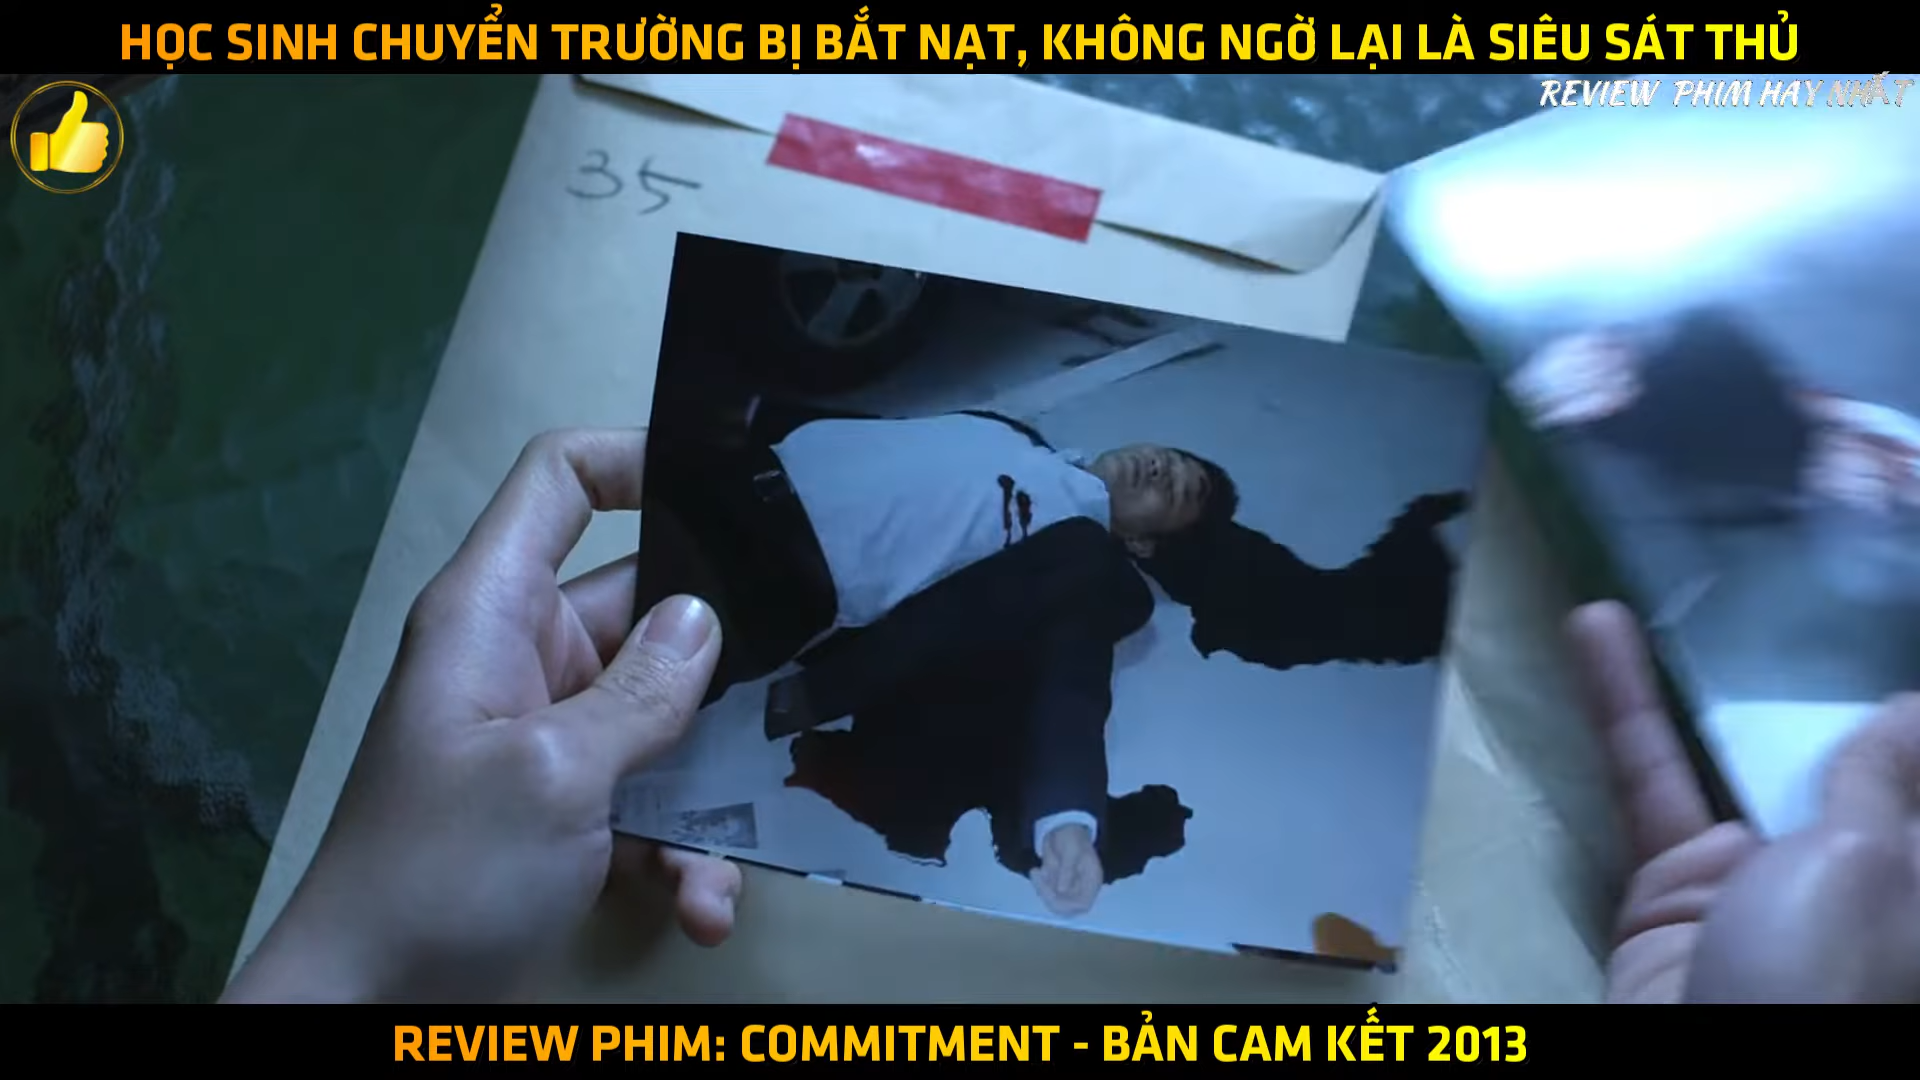 HỌC SINH CHUYỂN TRƯỜNG BỊ BẮT NẠT, KHÔNG NGỜ LẠI LÀ SIÊU SÁT THỦ
REVIEW PHIM HAY NHẤT
35
REVIEW PHIM: COMMITMENT - BẢN CAM KẾT 2013